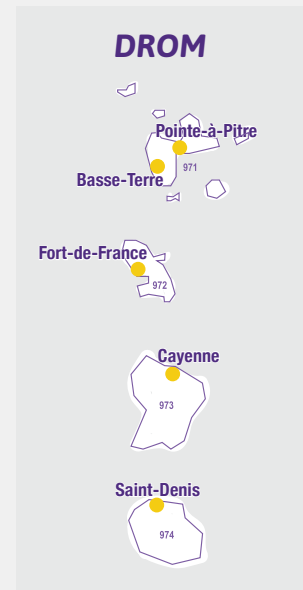 DROM
Pointe-à-Pitre
971
Basse-Terre
Fort-de-France
972
Cayenne
973
Saint-Denis
974